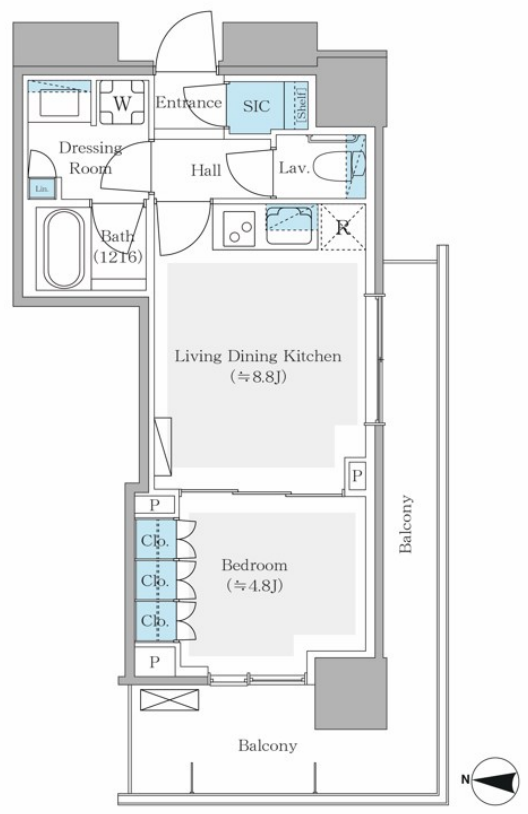 Entrance
SIC
[Shelf]
W
Dressing
Room
Hall
Lav.
Lin.
Bath
(1216)
R
Living Dining Kitchen
(≒8.8J)
P
P
Clo.
Clo.
Clo.
Bedroom
(≒4.8J)
P
Balcony
Balcony
N